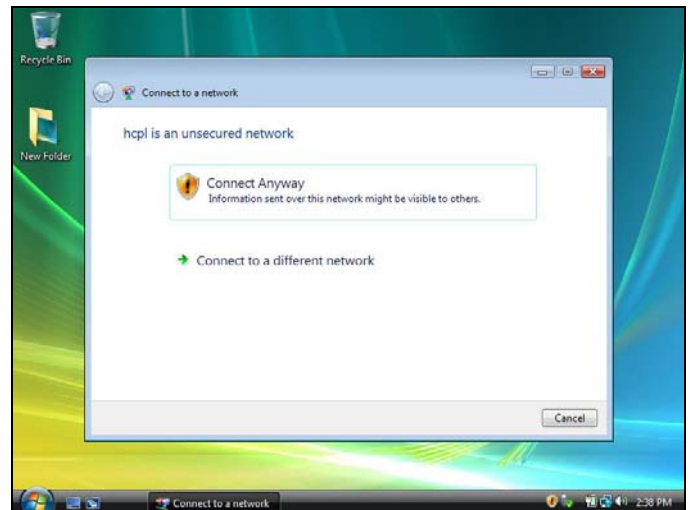 Recycle Bin
Connect to a network
hcpl is an unsecured network
New Folder
Connect Anyway
Information sent over this network might be visible to others.
Connect to a different network
Cancel
Connect to a network
2:38 PM